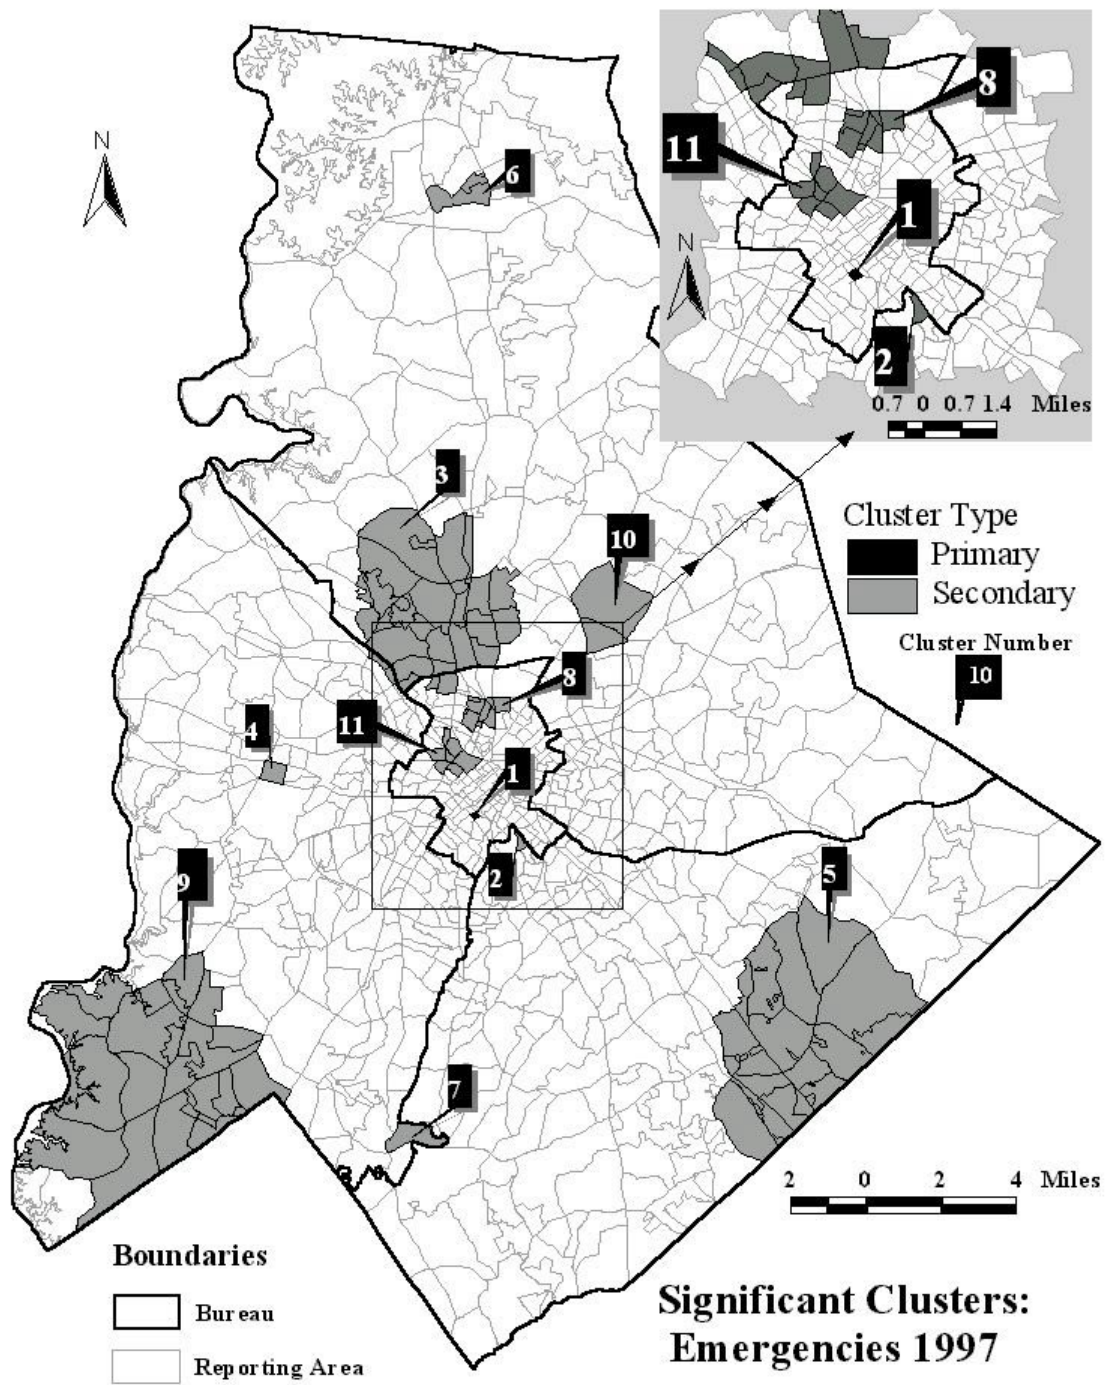 N
6
8
11
1
N
2
0.7 0 0.7 1.4 Miles
3
10
Cluster Type
Primary
Secondary
Cluster Number
10
8
4
11
1
2
9
5
7
2 0 2 4 Miles
Boundaries
Bureau
Reporting Area
Significant Clusters:
Emergencies 1997